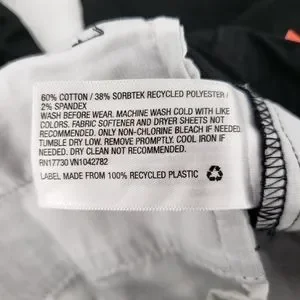 60% COTTON / 38% SORBTEK RECYCLED POLYESTER /
2% SPANDEX
WASH BEFORE WEAR. MACHINE WASH COLD WITH LIKE
COLORS. FABRIC SOFTENER AND DRYER SHEETS NOT
RECOMMENDED. ONLY NON-CHLORINE BLEACH IF NEEDED.
TUMBLE DRY LOW. REMOVE PROMPTLY. COOL IRON IF
NEEDED. DRY CLEAN NOT RECOMMENDED.
RN17730 VN1042782
LABEL MADE FROM 100% RECYCLED PLASTIC